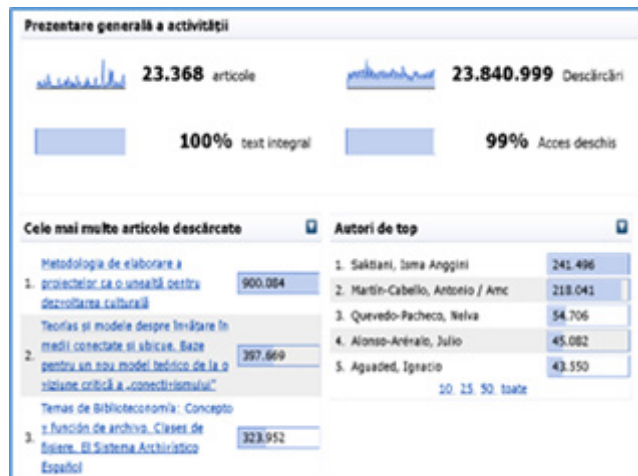 Prezentare generală a activității
23.368 articole
23.840.999 Descărcări
100% text integral
99% Acces deschis
Cele mai multe articole descărcate
1. Metodologia de elaborare a
proiectelor ca o unealtă pentru
dezvoltarea culturală
900.084
2. Teorías și modele despre învățare în
medii conectate si ubicue. Baze
pentru un nou model teórico de la o
viziune critică a „conectivismului"
397.669
3. Temas de Biblioteconomía: Concepto
y función de archivo. Clases de
fisiere. El Sistema Archivístico
Español
323.952
Autori de top
1. Saktiani, Isma Anggini 241.496
2. Martín-Cabello, Antonio / Amc 218.041
3. Quevedo-Pacheco, Nelva 54.706
4. Alonso-Arévalo, Julio 45.082
5. Aguaded, Ignacio 43.550
10 25 50 toate